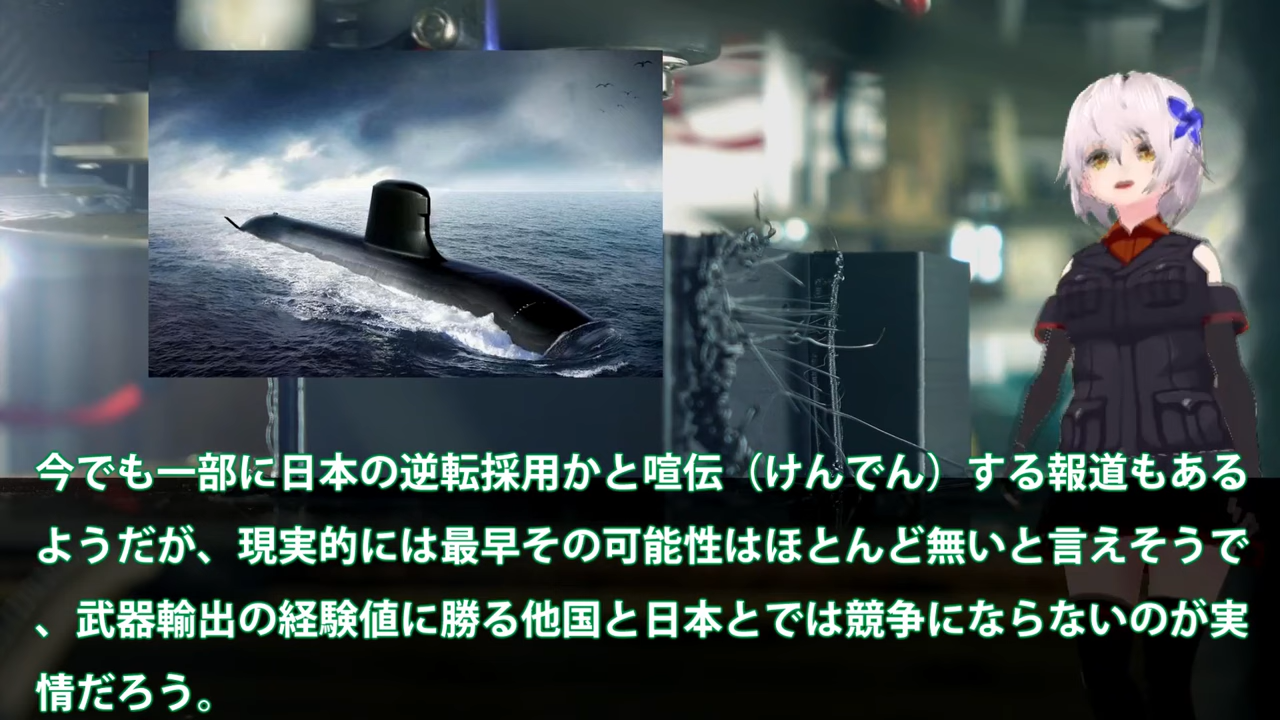 今でも一部に日本の逆転採用かと喧伝（けんでん）する報道もある
ようだが、現実的には最早その可能性はほとんど無いと言えそうで
、武器輸出の経験値に勝る他国と日本とでは競争にならないのが実
情だろう。